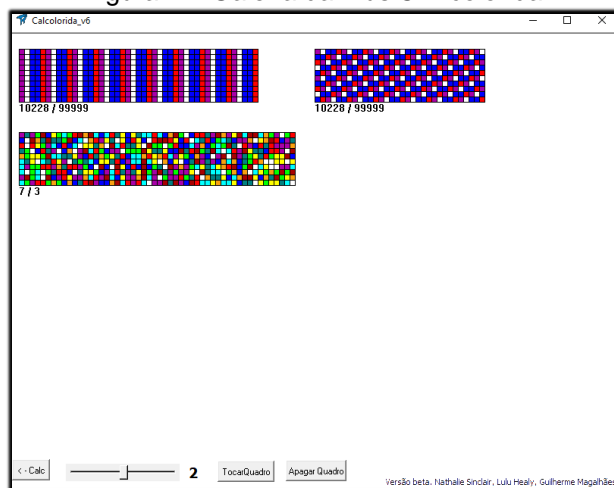 Calcolorida_v6
10228 / 99999
10228 / 99999
7 / 3
< - Calc
2
TocarQuadro
Apagar Quadro
Versão beta. Nathalie Sinclair, Lulu Healy, Guilherme Magalhães